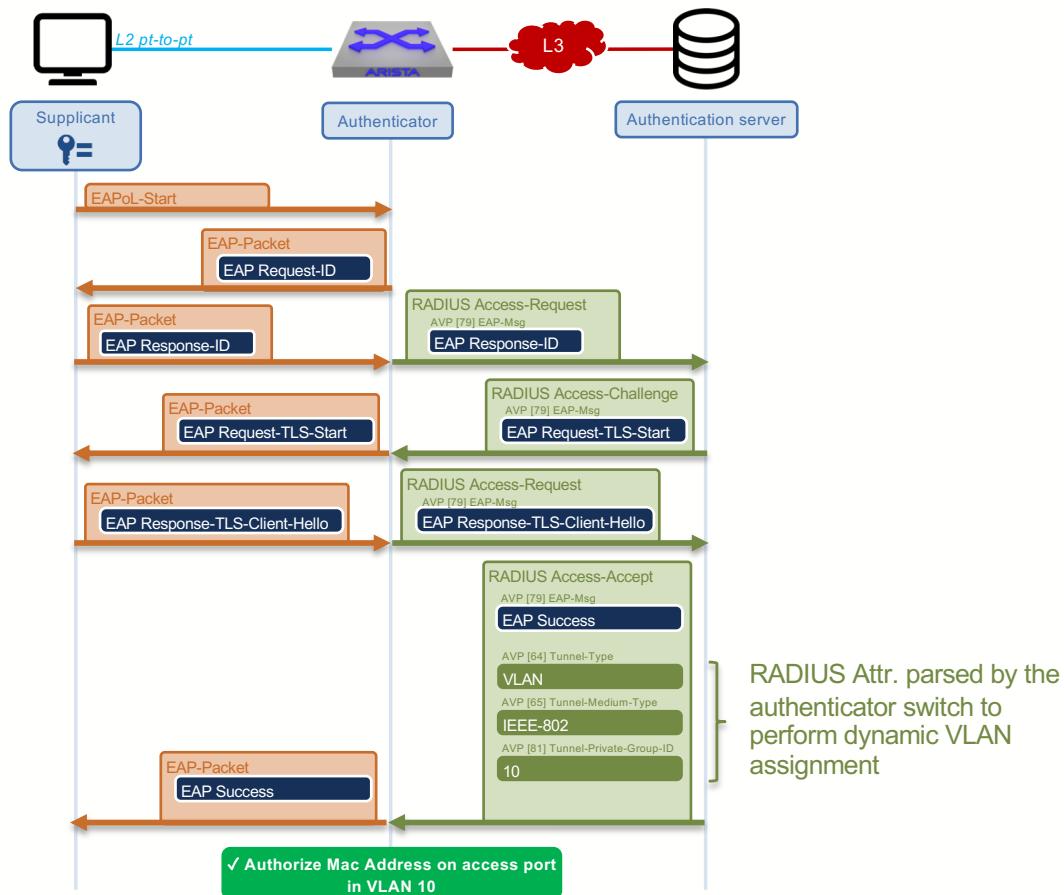 L2 pt-to-pt
ARISTA
L3
Supplicant
Authenticator
Authentication server
EAPoL-Start
EAP-Packet
EAP Request-ID
EAP-Packet
EAP Response-ID
RADIUS Access-Request
AVP [79] EAP-Msg
EAP Response-ID
EAP-Packet
EAP Request-TLS-Start
RADIUS Access-Challenge
AVP [79] EAP-Msg
EAP Request-TLS-Start
EAP-Packet
EAP Response-TLS-Client-Hello
RADIUS Access-Request
AVP [79] EAP-Msg
EAP Response-TLS-Client-Hello
RADIUS Access-Accept
AVP [79] EAP-Msg
EAP Success
AVP [64] Tunnel-Type
VLAN
AVP [65] Tunnel-Medium-Type
IEEE-802
AVP [81] Tunnel-Private-Group-ID
10
RADIUS Attr. parsed by the
authenticator switch to
perform dynamic VLAN
assignment
EAP-Packet
EAP Success
✓ Authorize Mac Address on access port
in VLAN 10